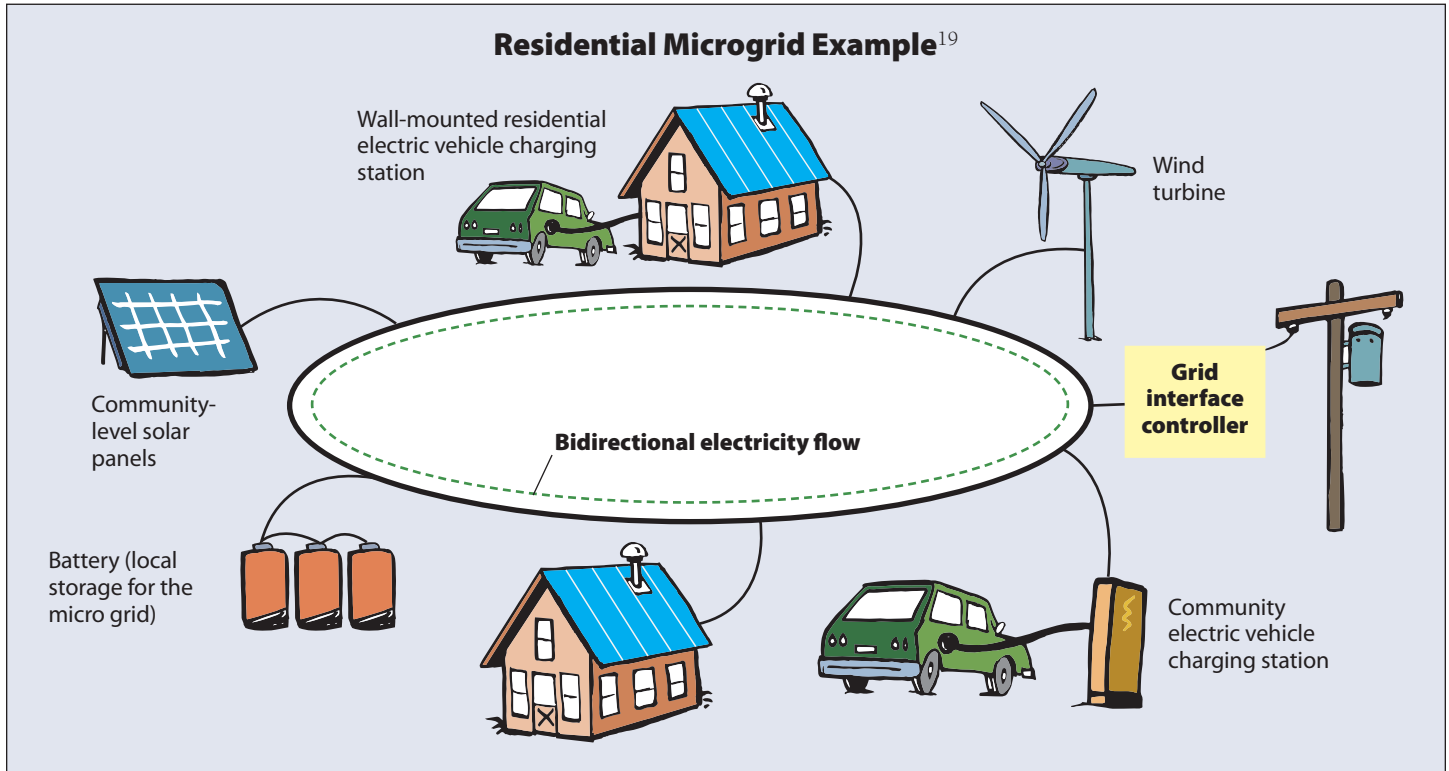 Residential Microgrid Example19
Wall-mounted residential
electric vehicle charging
station
Wind
turbine
Community-
level solar
panels
Grid
interface
controller
Bidirectional electricity flow
Battery (local
storage for the
micro grid)
Community
electric vehicle
charging station